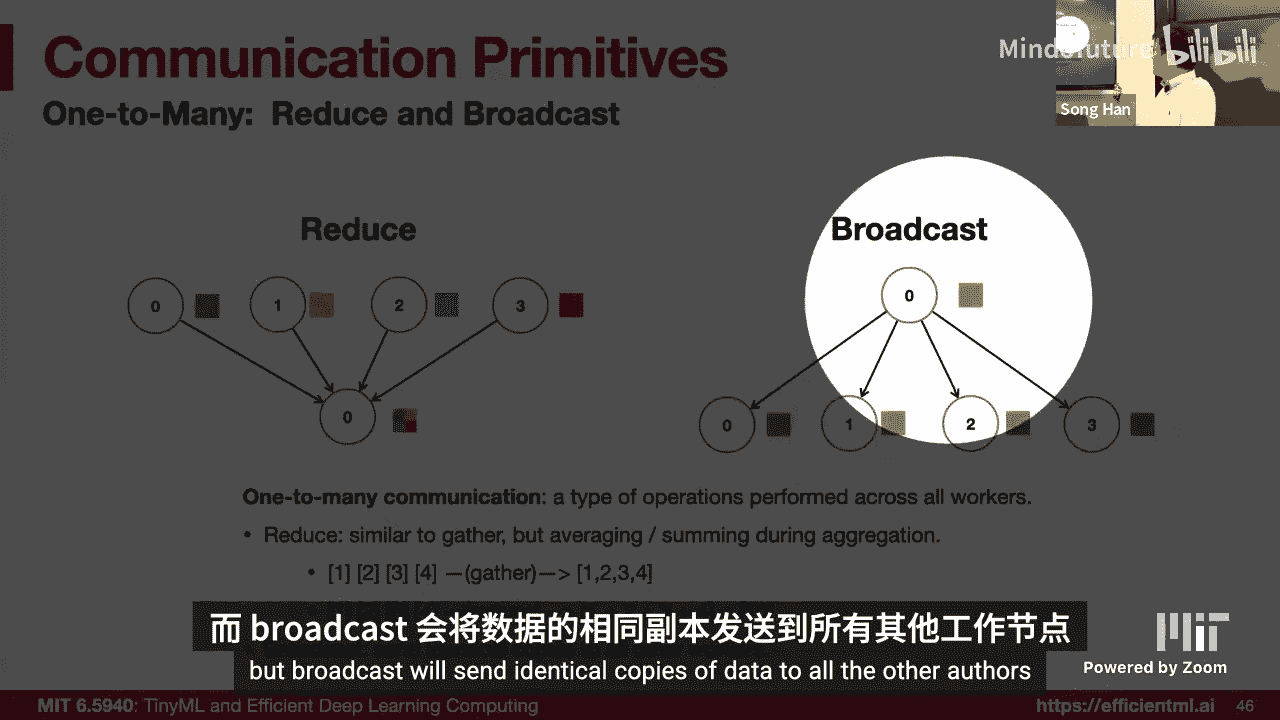 Communication Primitives
One-to-Many: Reduce and Broadcast
Mindofuture bilibili
Song Han
Reduce
Broadcast
0 1 2 3
0
0
0 1 2 3
One-to-many communication: a type of operations performed across all workers.
• Reduce: similar to gather, but averaging / summing during aggregation.
• [1] [2] [3] [4] —(gather)—> [1,2,3,4]
而 broadcast 会将数据的相同副本发送到所有其他工作节点
but broadcast will send identical copies of data to all the other authors
MIT
Powered by Zoom
MIT 6.5940: TinyML and Efficient Deep Learning Computing
https://efficientml.ai
46